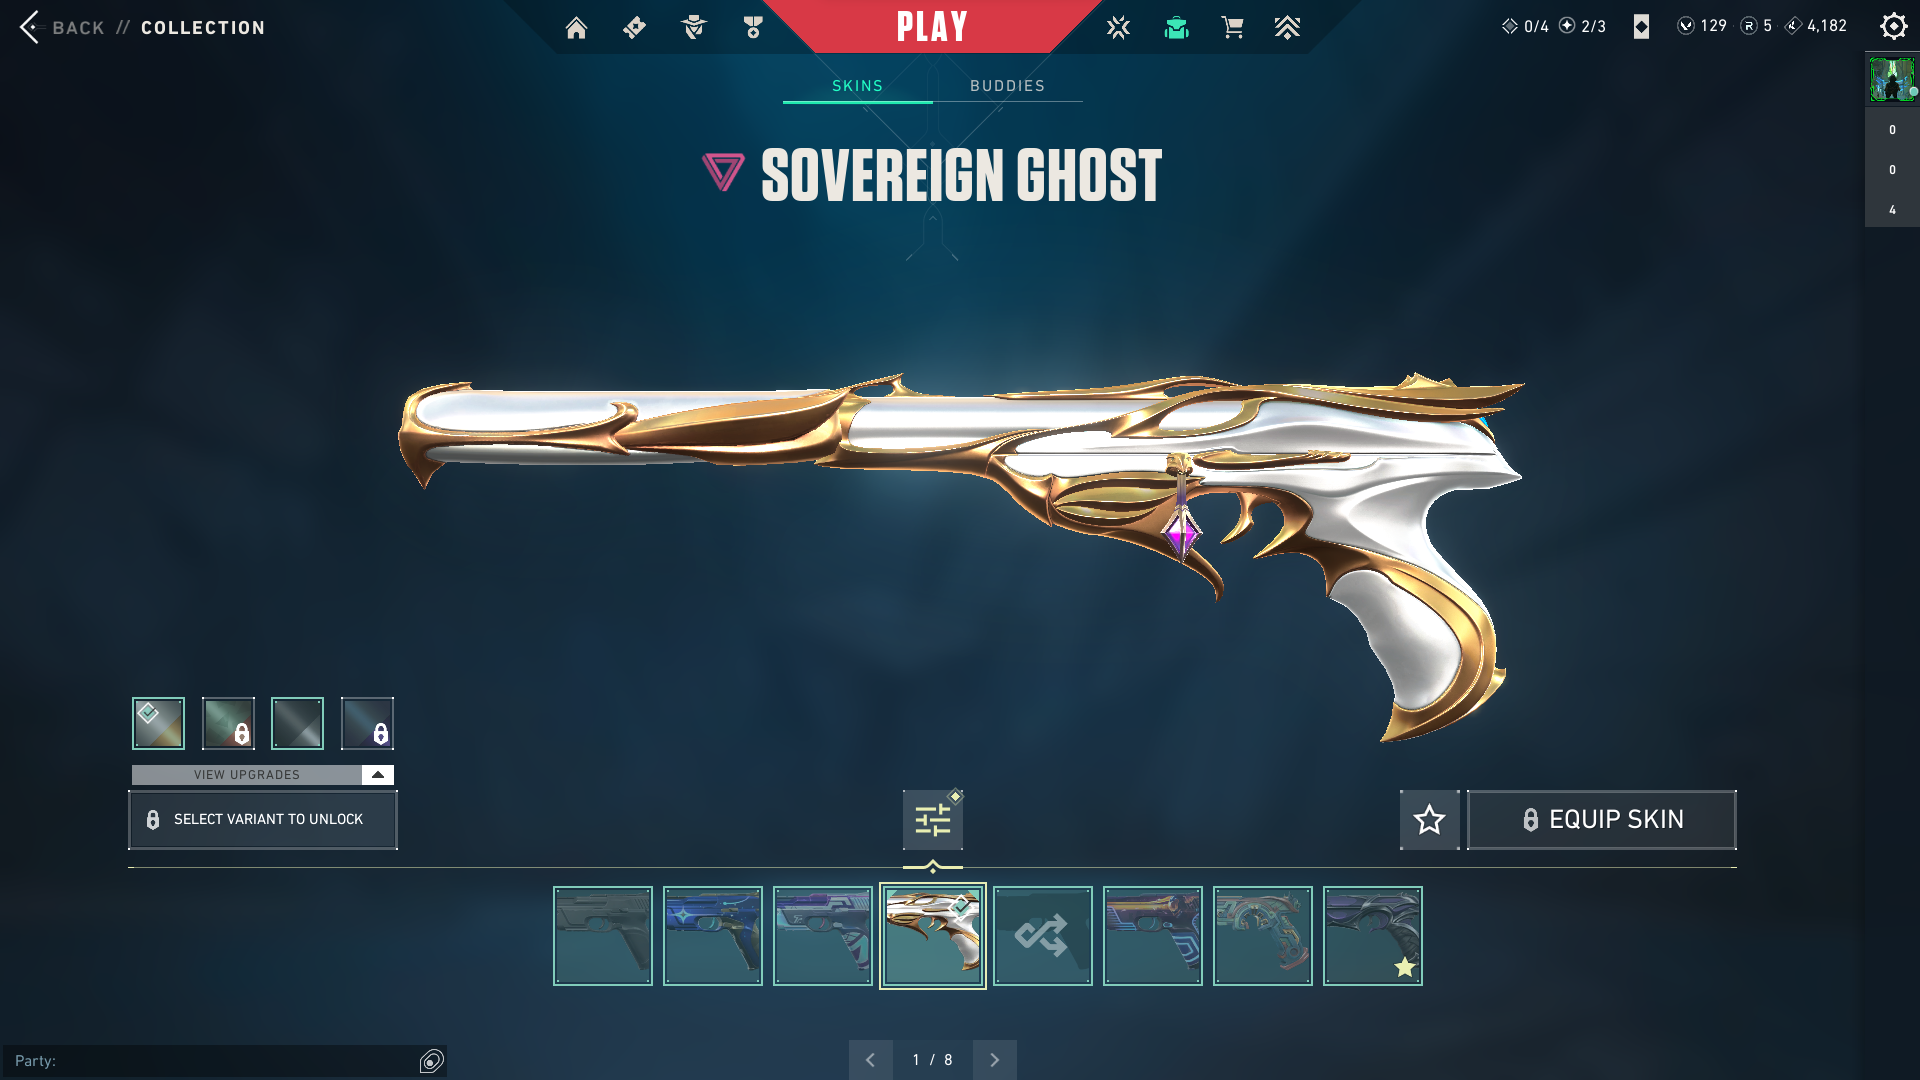 BACK // COLLECTION
PLAY
0/4 2/3 129 R 5 4,182
SKINS BUDDIES
0
0
4
SOVEREIGN GHOST
VIEW UPGRADES
SELECT VARIANT TO UNLOCK
EQUIP SKIN
Party:
1 / 8